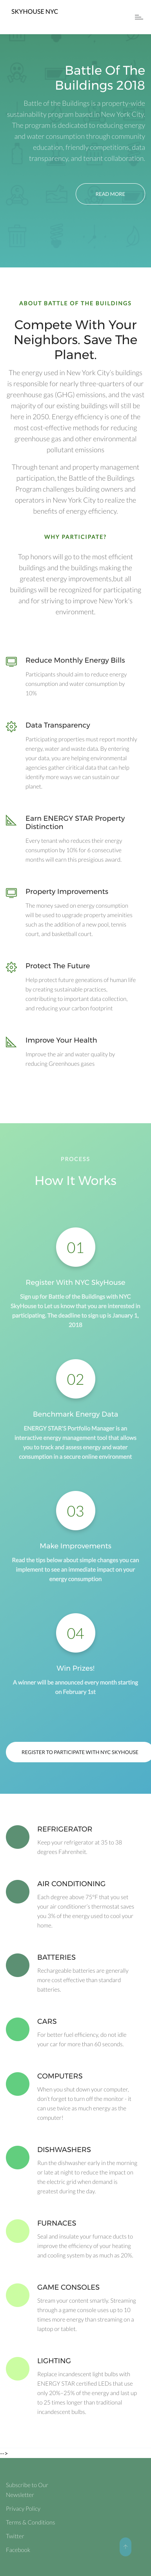 SKYHOUSE NYC
Battle Of The
Buildings 2018
Battle of the Buildings is a property-wide
sustainability program based in New York City.
The program is dedicated to reducing energy
and water consumption through community
education, friendly competitions, data
transparency, and tenant collaboration.
READ MORE
ABOUT BATTLE OF THE BUILDINGS
Compete With Your
Neighbors. Save The
Planet.
The energy used in New York City's buildings
is responsible for nearly three-quarters of all
greenhouse gas (GHG) emissions, and the
majority of our existing buildings will still be
here in 2050. Energy efficiency is one of the
most cost-effective methods for reducing
greenhouse gas and other environmental
pollutant emissions
Through tenant and property management
participation, the Battle of the Buildings
Program challenges building owners and
operators in New York City to realize the
benefits of energy efficiency.
WHY PARTICIPATE?
Top honors will go to the most efficient
buildings and the buildings making the
greatest energy improvements,but all
buildings will be recognized for participating
and for striving to improve New York's
environment.
Reduce Monthly Energy Bills
Participants should aim to reduce energy
consumption and water consumption by
10%
Data Transparency
Participating properties must report monthly
energy, water and waste data. By entering
your data, you are helping environmental
agencies gather critical data that can help
identify more ways we can sustain our
planet.
Earn ENERGY STAR Property
Distinction
Every tenant who reduces their energy
consumption by 10% for 6 consecutive
months will earn this presigious award.
Property Improvements
The money saved on energy consumption
will be used to upgrade property ameinities
such as the addition of a new pool, tennis
court, and basketball court.
Protect The Future
Help protect future gereations of human life
by creating sustainable practices,
contributing to important data collection,
and reducing your carbon footprint
Improve Your Health
Improve the air and water quality by
reducing Greenhoues gases
PROCESS
How It Works
01
Register With NYC SkyHouse
Sign up for Battle of the Buildings with NYC
SkyHouse to Let us know that you are interested in
participating. The deadline to sign up is January 1,
2018
02
Benchmark Energy Data
ENERGY STAR'S Portfolio Manager is an
interactive energy management tool that allows
you to track and assess energy and water
consumption in a secure online environment
03
Make Improvements
Read the tips below about simple changes you can
implement to see an immediate impact on your
energy consumption
04
Win Prizes!
A winner will be announced every month starting
on February 1st
REGISTER TO PARTICIPATE WITH NYC SKYHOUSE
REFRIGERATOR
Keep your refrigerator at 35 to 38
degrees Fahrenheit.
AIR CONDITIONING
Each degree above 75°F that you set
your air conditioner's thermostat saves
you 3% of the energy used to cool your
home.
BATTERIES
Rechargeable batteries are generally
more cost effective than standard
batteries.
CARS
For better fuel efficiency, do not idle
your car for more than 60 seconds.
COMPUTERS
When you shut down your computer,
don't forget to turn off the monitor - it
can use twice as much energy as the
computer!
DISHWASHERS
Run the dishwasher early in the morning
or late at night to reduce the impact on
the electric grid when demand is
greatest during the day.
FURNACES
Seal and insulate your furnace ducts to
improve the efficiency of your heating
and cooling system by as much as 20%.
GAME CONSOLES
Stream your content smartly. Streaming
through a game console uses up to 10
times more energy than streaming on a
laptop or tablet.
LIGHTING
Replace incandescent light bulbs with
ENERGY STAR certified LEDs that use
only 20%–25% of the energy and last up
to 25 times longer than traditional
incandescent bulbs.
-->
Subscribe to Our
Newsletter
Privacy Policy
Terms & Conditions
Twitter
Facebook